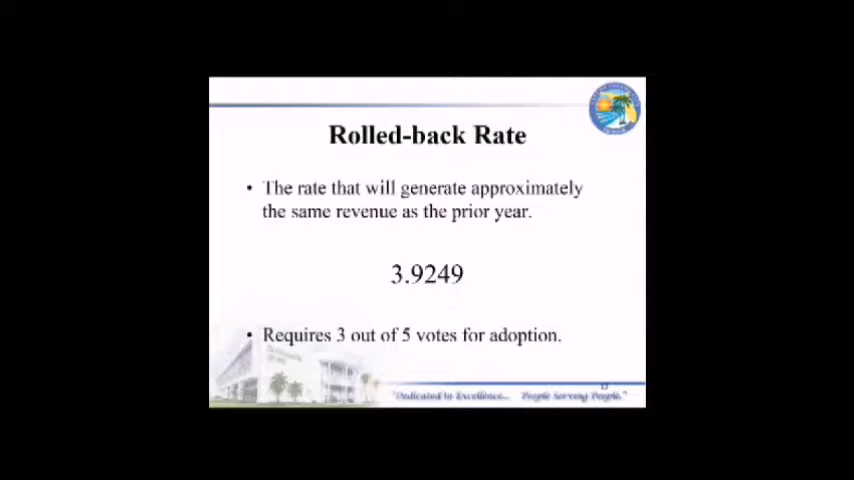 Rolled-back Rate
• The rate that will generate approximately
the same revenue as the prior year.
3.9249
• Requires 3 out of 5 votes for adoption.
"Dedicated to Excellence... People Serving People."